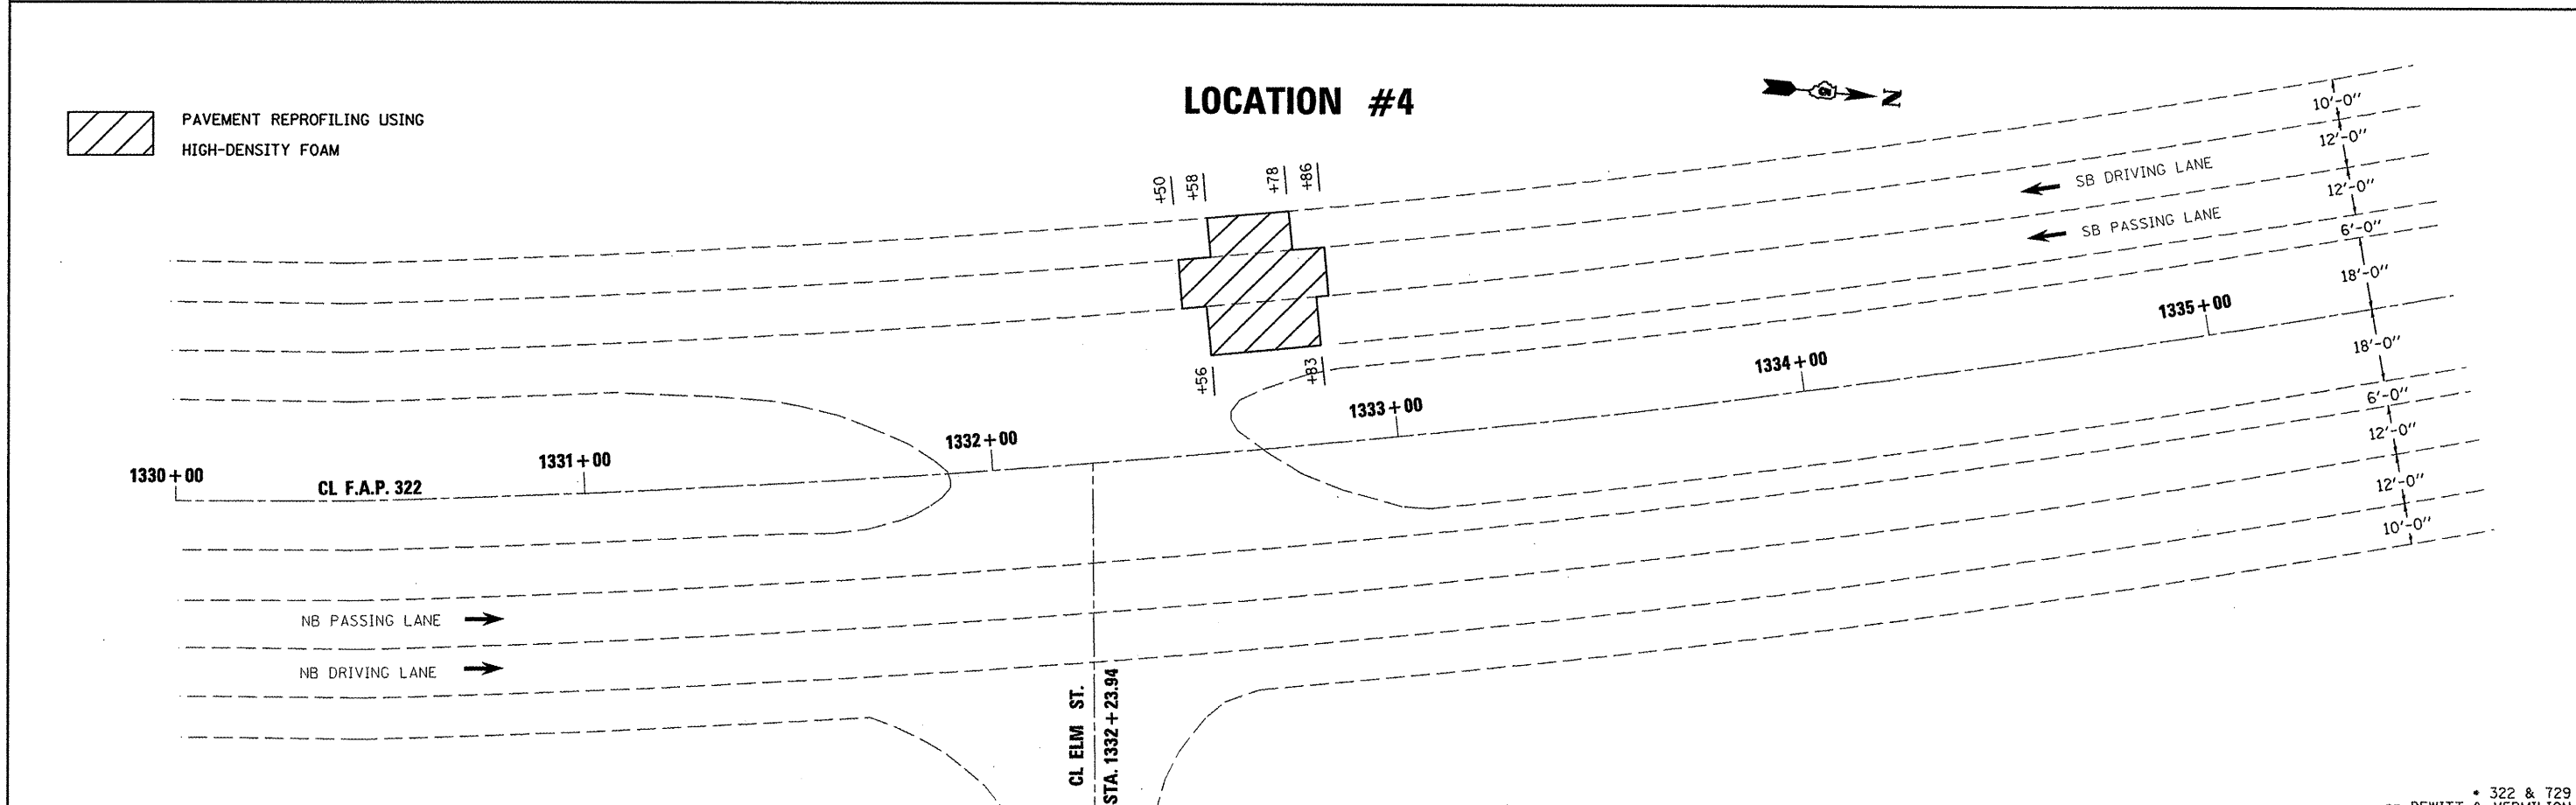 LOCATION #4
N
PAVEMENT REPROFILING USING
HIGH-DENSITY FOAM
+50
+58
+78
+86
+56
+83
10'-0"
12'-0"
12'-0"
6'-0"
18'-0"
18'-0"
6'-0"
12'-0"
12'-0"
10'-0"
SB DRIVING LANE
SB PASSING LANE
1330+00
1331+00
1332+00
1333+00
1334+00
1335+00
CL F.A.P. 322
NB PASSING LANE
NB DRIVING LANE
CL ELM ST.
STA. 1332+23.94
* 322 & 729
DEWITT & VERMILION